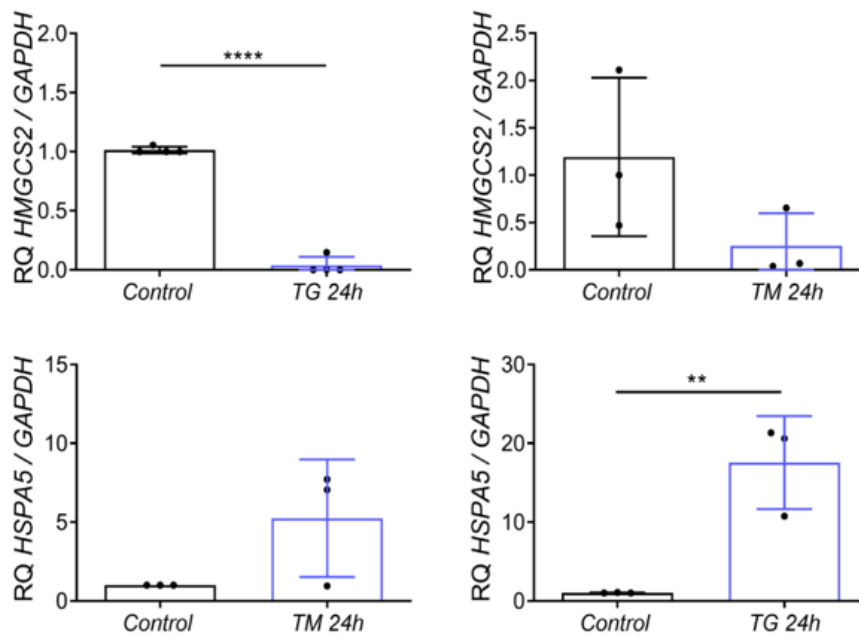 RQ HMGCS2 / GAPDH
2.0
1.5
1.0
0.5
0.0
****
Control
TG 24h
RQ HMGCS2 / GAPDH
2.5
2.0
1.5
1.0
0.5
0.0
Control
TM 24h
RQ HSPA5 / GAPDH
15
10
5
0
Control
TM 24h
RQ HSPA5 / GAPDH
30
20
10
0
**
Control
TG 24h